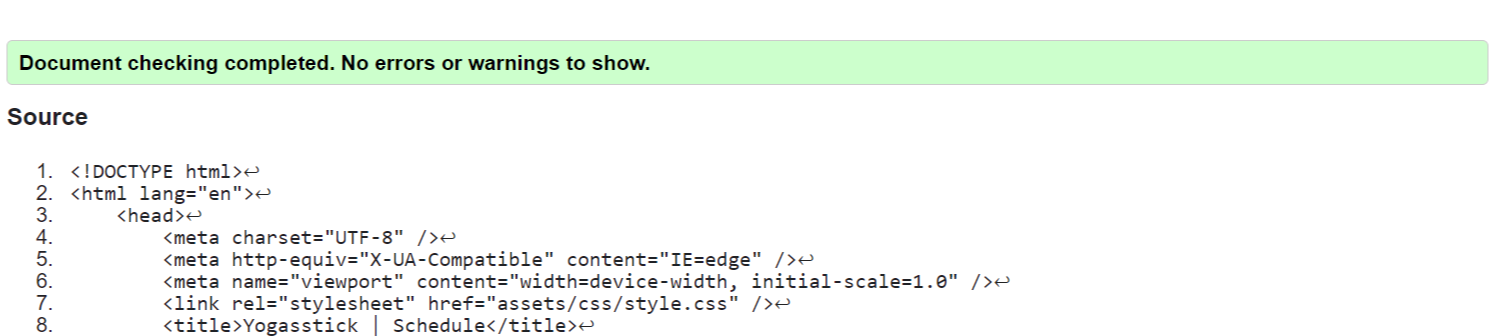 Document checking completed. No errors or warnings to show.
Source
1. <!DOCTYPE html>↩
2. <html lang="en">↩
3. <head>↩
4. <meta charset="UTF-8" />↩
5. <meta http-equiv="X-UA-Compatible" content="IE=edge" />↩
6. <meta name="viewport" content="width=device-width, initial-scale=1.0" />↩
7. <link rel="stylesheet" href="assets/css/style.css" />↩
8. <title>Yogasstick | Schedule</title>↩